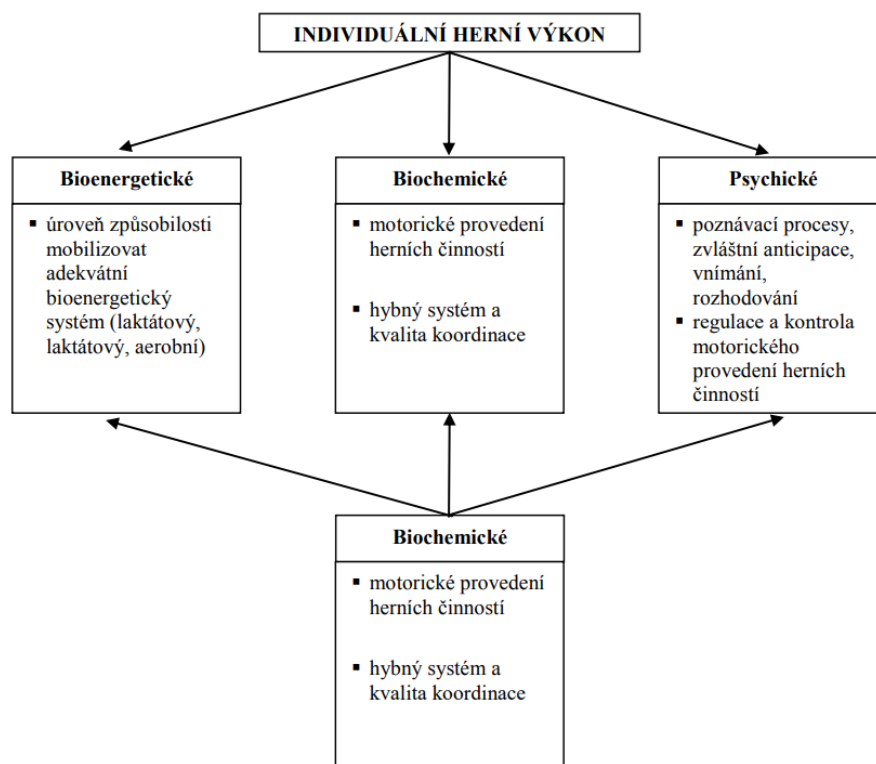 INDIVIDUÁLNÍ HERNÍ VÝKON
Bioenergetické
▪ úroveň způsobilosti
mobilizovat
adekvátní
bioenergetický
systém (laktátový,
laktátový, aerobní)
Biochemické
▪ motorické provedení
herních činností
▪ hybný systém a
kvalita koordinace
Psychické
▪ poznávací procesy,
zvláštní anticipace,
vnímání,
rozhodování
▪ regulace a kontrola
motorického
provedení herních
činností
Biochemické
▪ motorické provedení
herních činností
▪ hybný systém a
kvalita koordinace